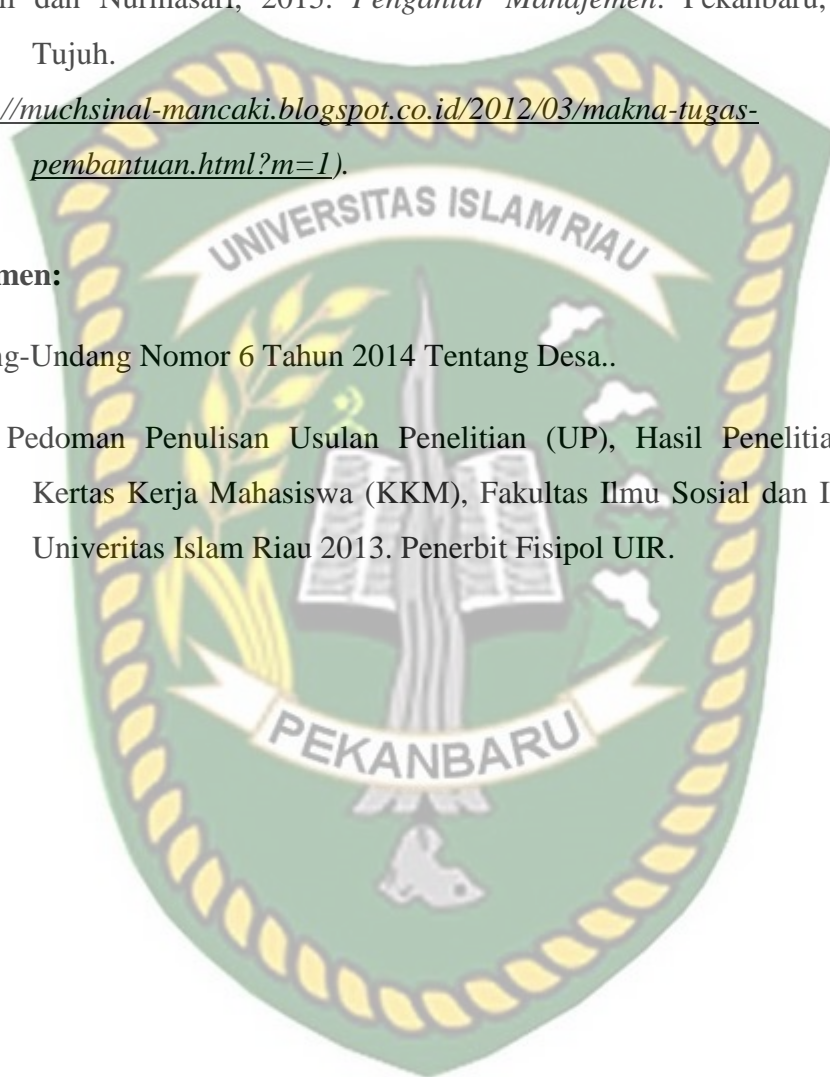 dan Nurmasari, 2013. Pengantar Manajemen. Pekanbaru,
Tujuh.
//muchsinal-mancaki.blogspot.co.id/2012/03/makna-tugas-
pembantuan.html?m=1).
UNIVERSITAS ISLAM RIAU
men:
ng-Undang Nomor 6 Tahun 2014 Tentang Desa..
Pedoman Penulisan Usulan Penelitian (UP), Hasil Penelitia
Kertas Kerja Mahasiswa (KKM), Fakultas Ilmu Sosial dan I
Univeritas Islam Riau 2013. Penerbit Fisipol UIR.
PEKANBARU